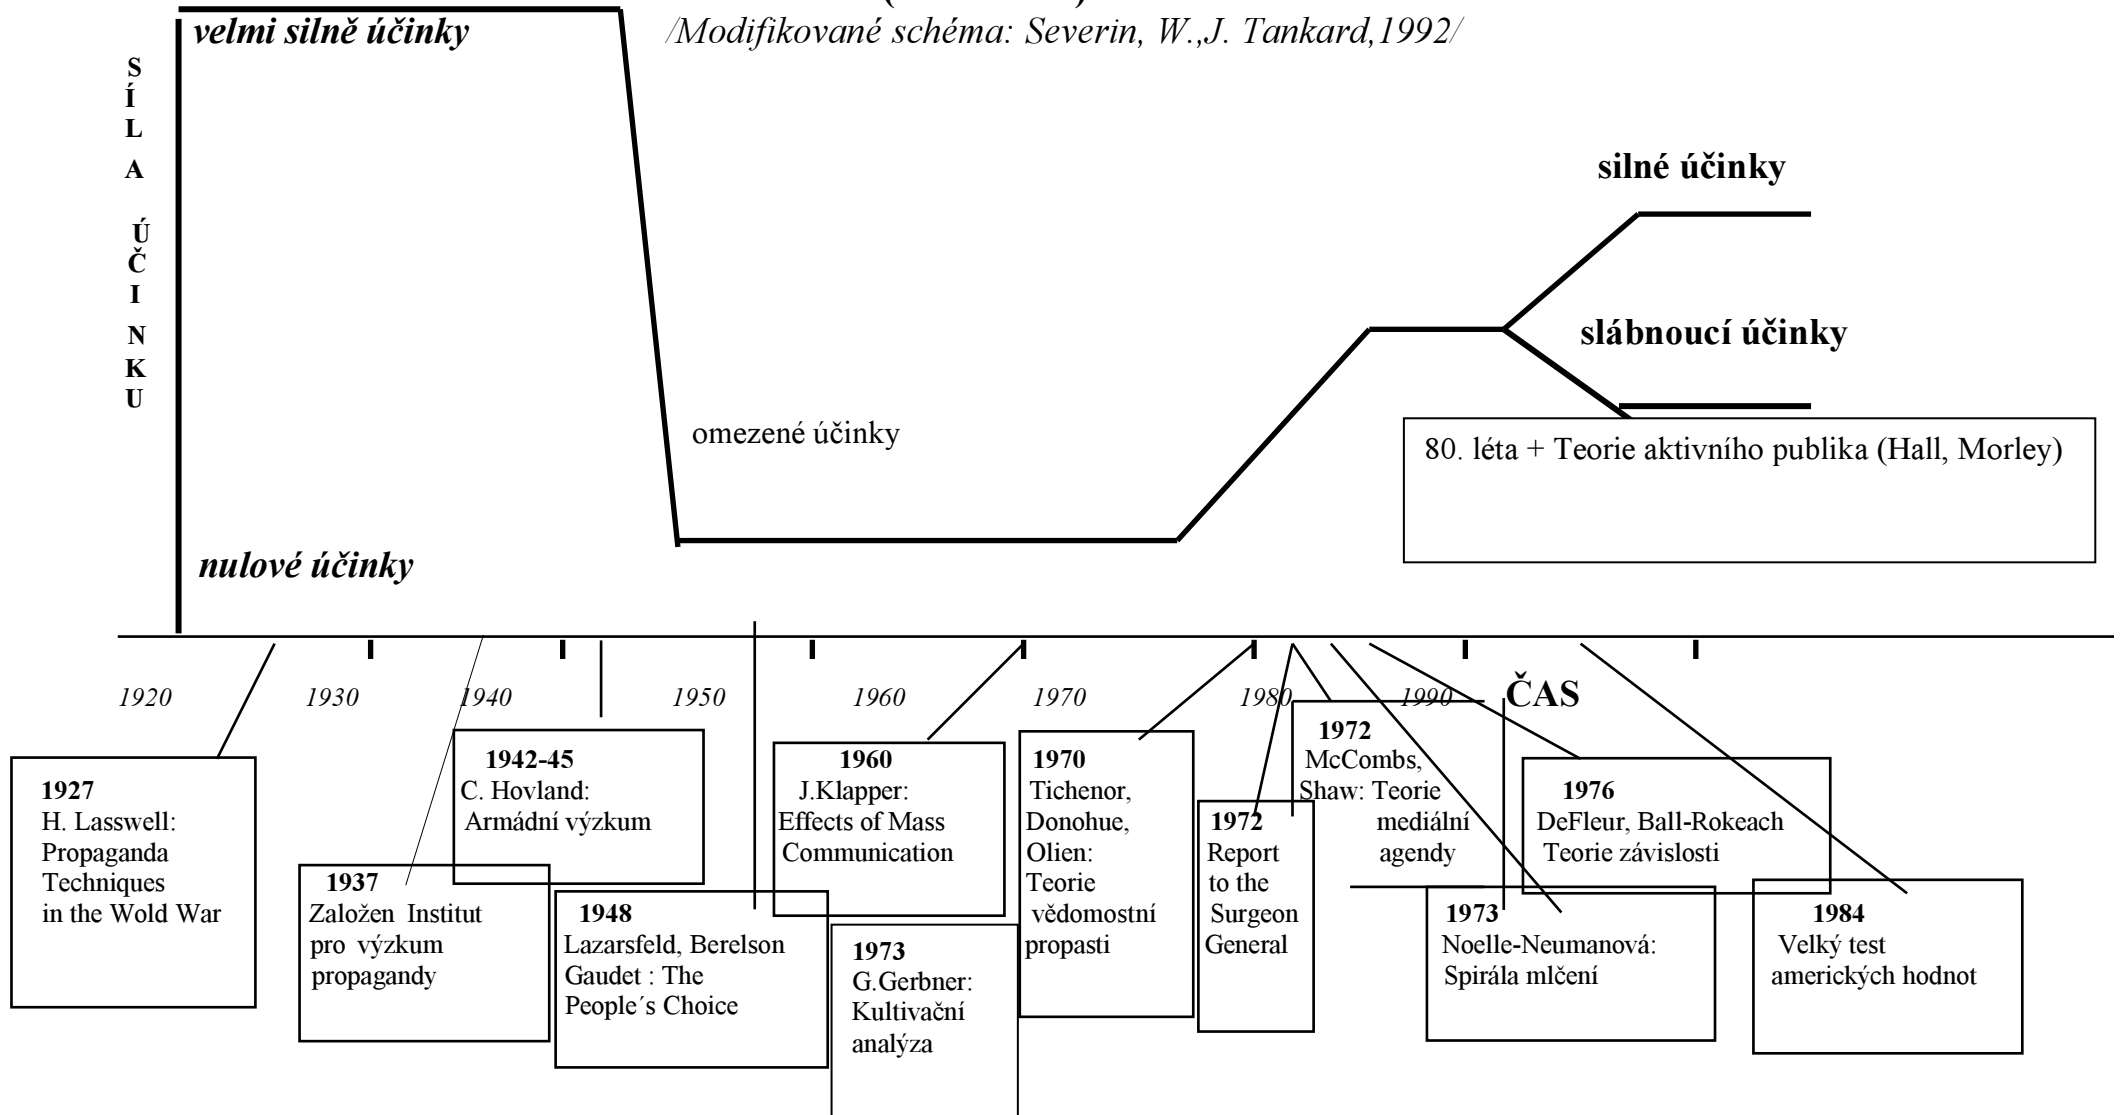 velmi silně účinky
/Modifikované schéma: Severin, W.,J. Tankard,1992/
SÍLA ÚČINKU
silné účinky
slábnoucí účinky
omezené účinky
80. léta + Teorie aktivního publika (Hall, Morley)
nulové účinky
1920 1930 1940 1950 1960 1970 1980 1990 ČAS
1927
H. Lasswell:
Propaganda
Techniques
in the Wold War
1937
Založen Institut
pro výzkum
propagandy
1942-45
C. Hovland:
Armádní výzkum
1948
Lazarsfeld, Berelson
Gaudet : The
People´s Choice
1960
J.Klapper:
Effects of Mass
Communication
1973
G.Gerbner:
Kultivační
analýza
1970
Tichenor,
Donohue,
Olien:
Teorie
vědomostní
propasti
1972
Report
to the
Surgeon
General
1972
McCombs,
Shaw: Teorie
mediální
agendy
1973
Noelle-Neumanová:
Spirála mlčení
1976
DeFleur, Ball-Rokeach
Teorie závislosti
1984
Velký test
amerických hodnot